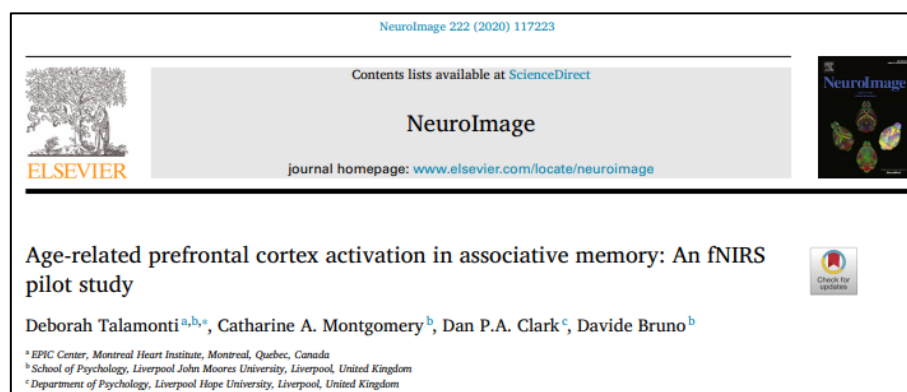 NeuroImage 222 (2020) 117223
Contents lists available at ScienceDirect
NeuroImage
journal homepage: www.elsevier.com/locate/neuroimage
ELSEVIER
NeuroImage
Age-related prefrontal cortex activation in associative memory: An fNIRS
pilot study
Check for
updates
Deborah Talamonti a,b,*, Catharine A. Montgomery b, Dan P.A. Clark c, Davide Bruno b
a EPIC Center, Montreal Heart Institute, Montreal, Quebec, Canada
b School of Psychology, Liverpool John Moores University, Liverpool, United Kingdom
c Department of Psychology, Liverpool Hope University, Liverpool, United Kingdom